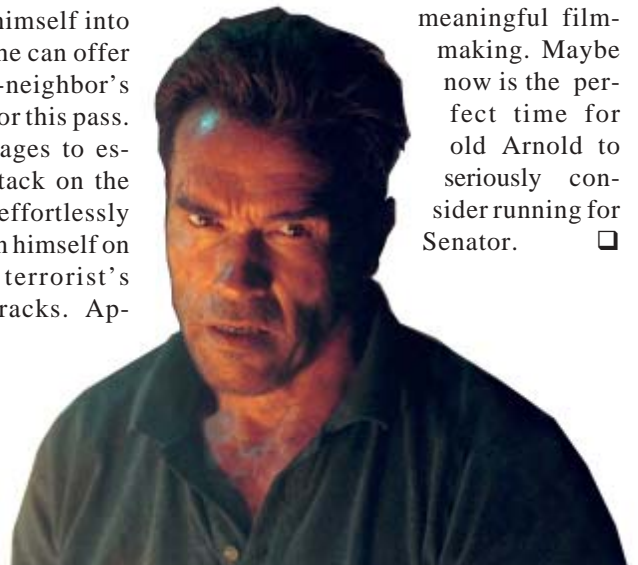 himself into
he can offer
-neighbor's
or this pass.
ages to es-
tack on the
effortlessly
himself on
terrorist's
racks. Ap-
meaningful film-
making. Maybe
now is the per-
fect time for
old Arnold to
seriously con-
sider running for
Senator. ❑